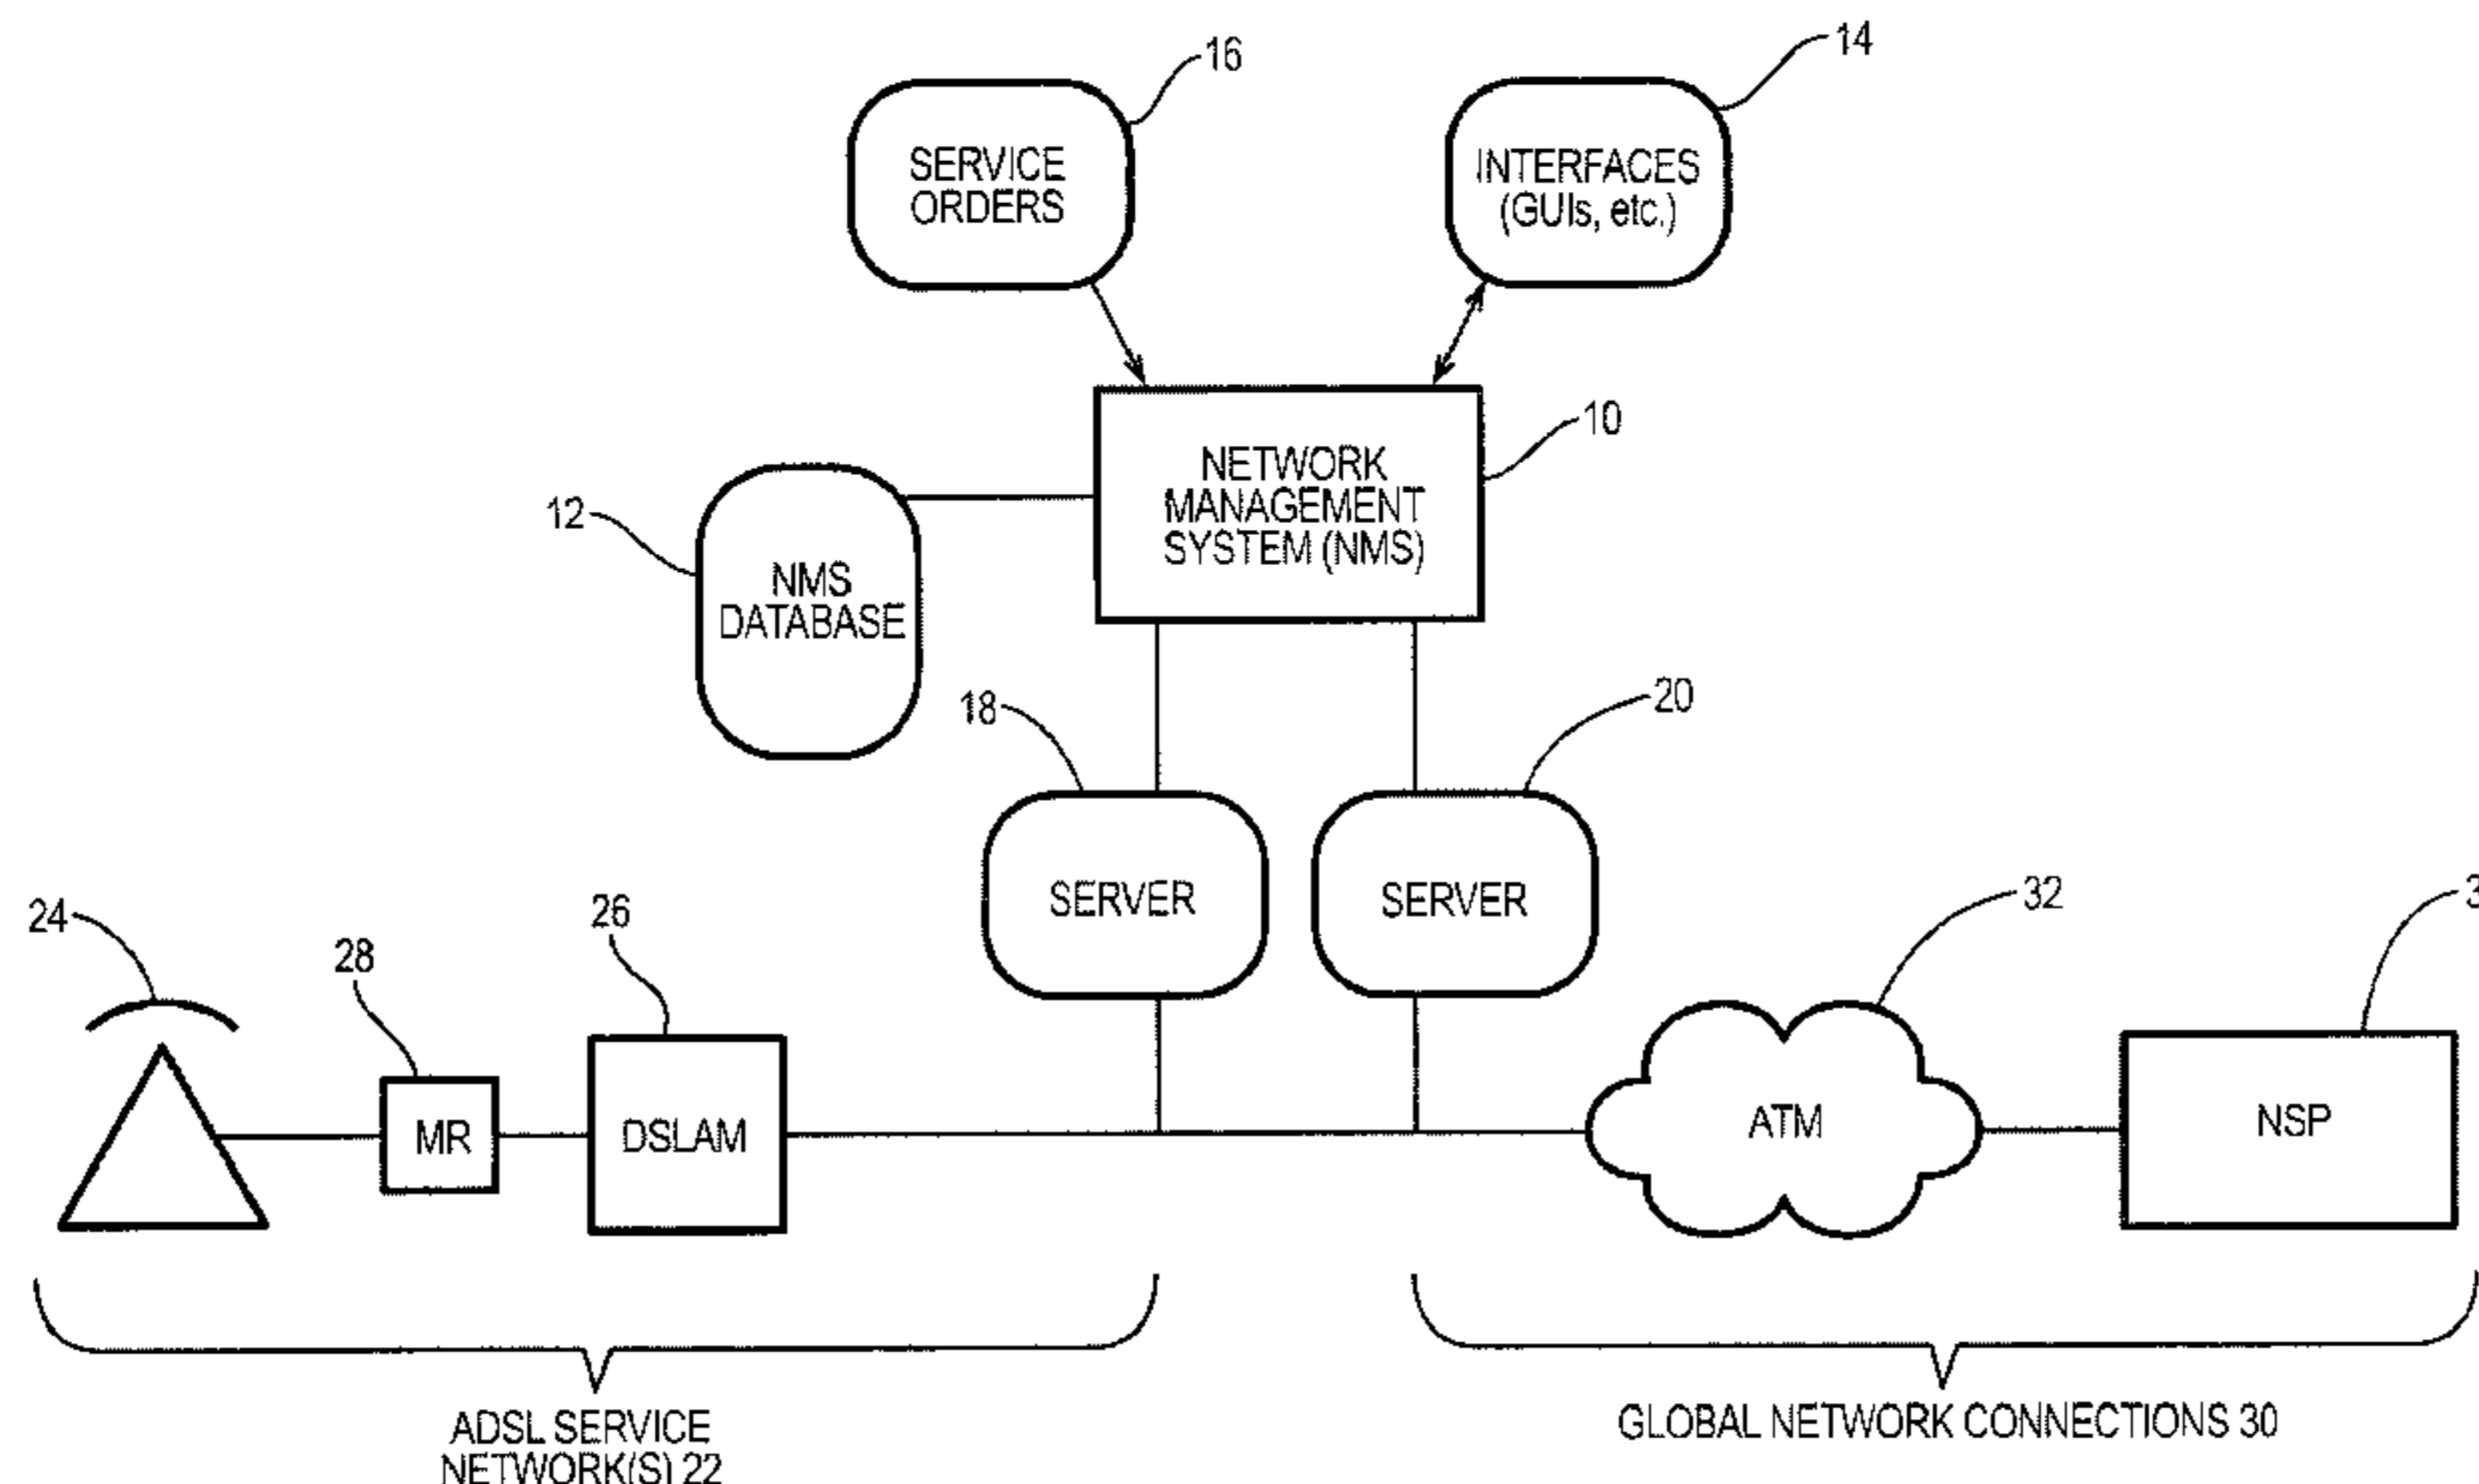 16
14
SERVICE
ORDERS
INTERFACES
(GUIs, etc.)
10
NETWORK
MANAGEMENT
SYSTEM (NMS)
12
NMS
DATABASE
18
20
SERVER
SERVER
24
28
26
32
MR
DSLAM
ATM
NSP
ADSL SERVICE
NETWORK(S) 22
GLOBAL NETWORK CONNECTIONS 30